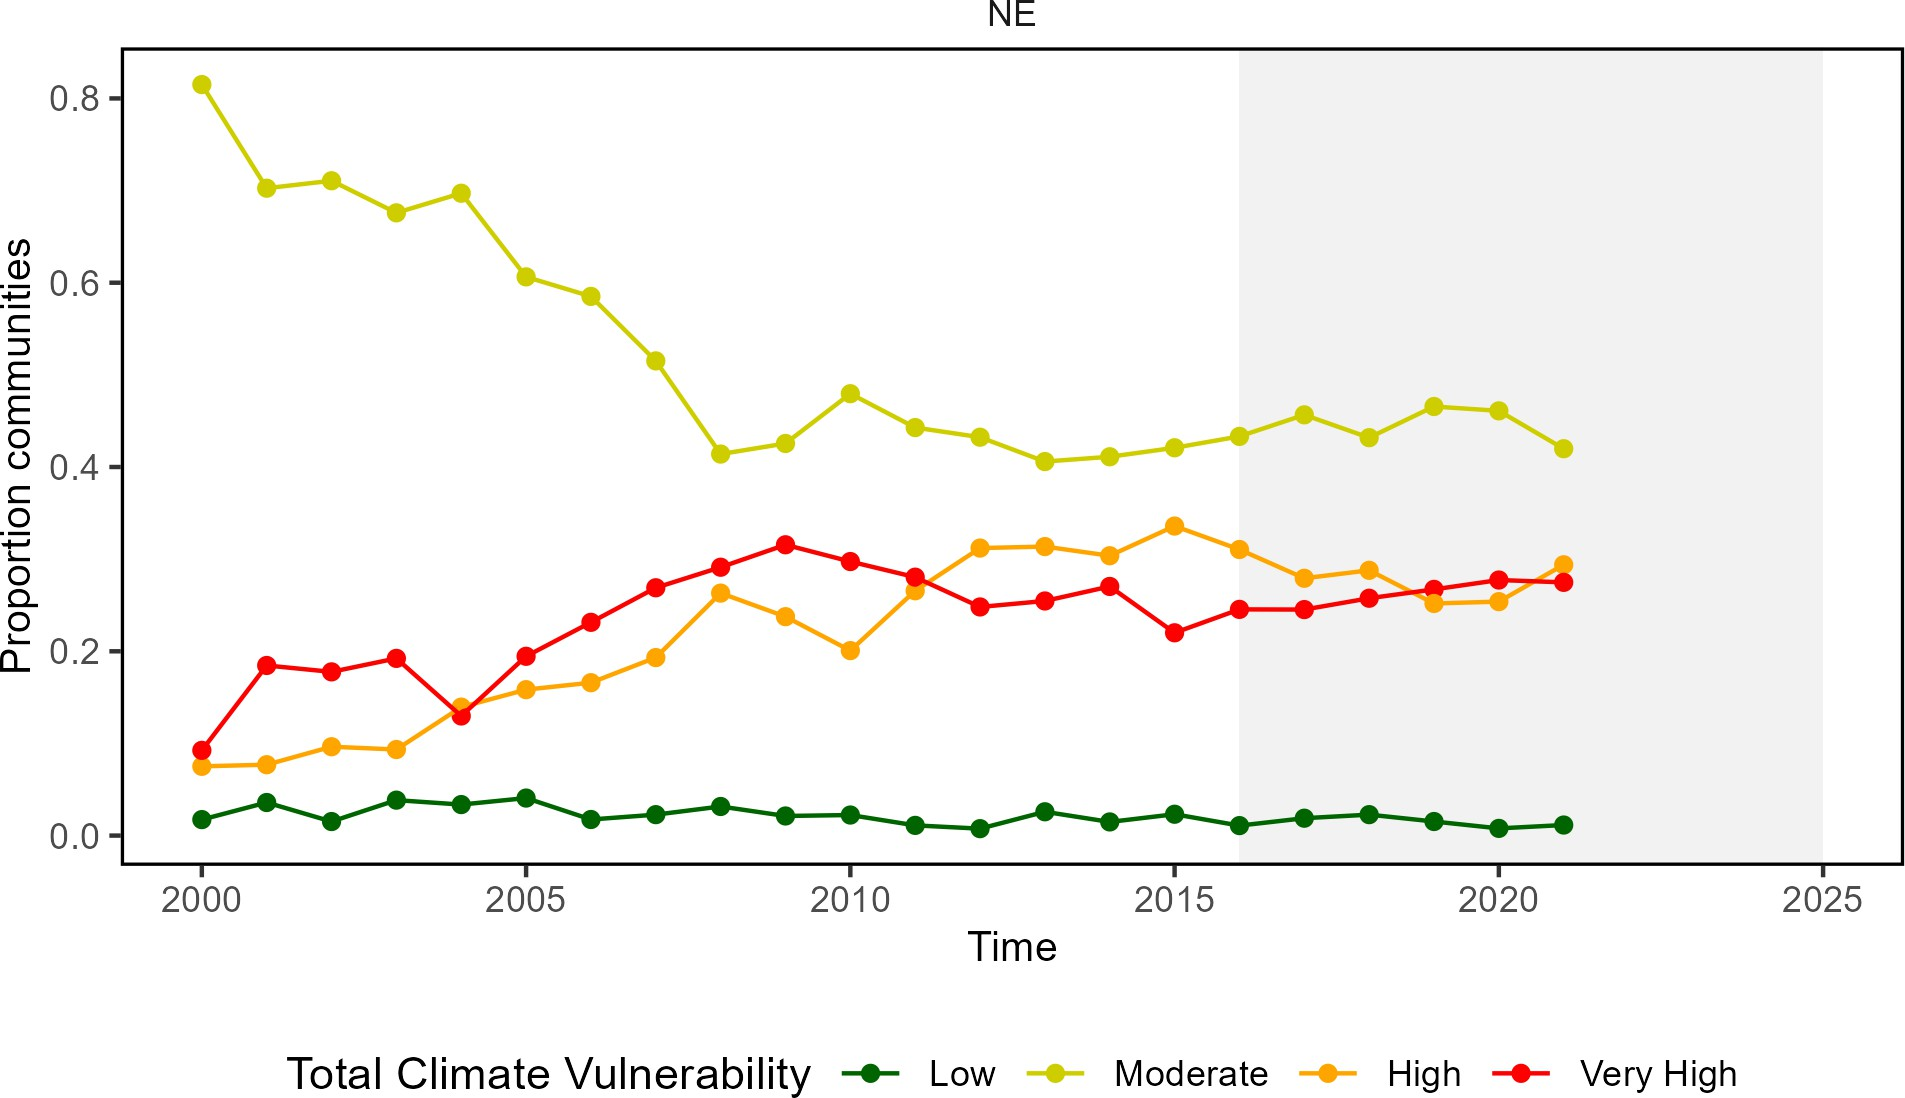 NE
Proportion communities
0.8
0.6
0.4
0.2
0.0
2000 2005 2010 2015 2020 2025
Time
Total Climate Vulnerability Low Moderate High Very High